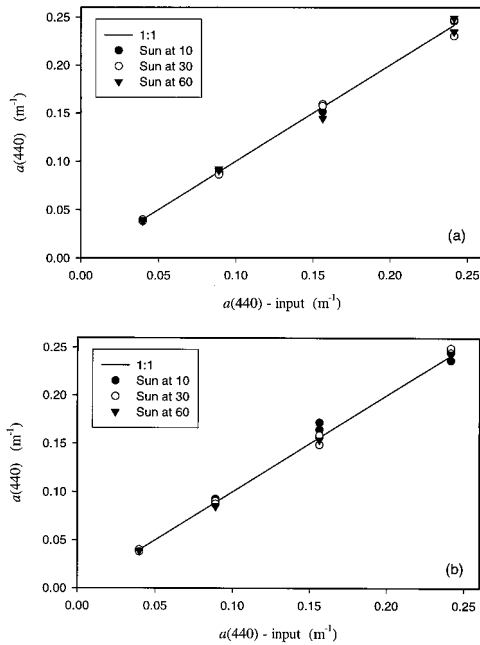 0.25
0.20
0.15
0.10
0.05
0.00
a(440) (m⁻¹)
1:1
Sun at 10
Sun at 30
Sun at 60
(a)
0.00 0.05 0.10 0.15 0.20 0.25
a(440) - input (m⁻¹)
0.25
0.20
0.15
0.10
0.05
0.00
a(440) (m⁻¹)
1:1
Sun at 10
Sun at 30
Sun at 60
(b)
0.00 0.05 0.10 0.15 0.20 0.25
a(440) - input (m⁻¹)